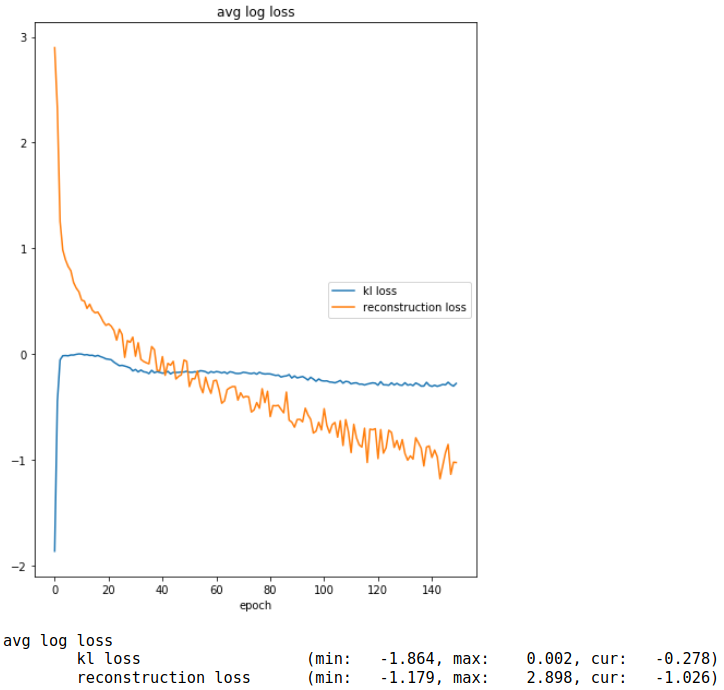 avg log loss
3
2
1
0
−1
−2
kl loss
reconstruction loss
0 20 40 60 80 100 120 140
epoch
avg log loss
kl loss (min: -1.864, max: 0.002, cur: -0.278)
reconstruction loss (min: -1.179, max: 2.898, cur: -1.026)